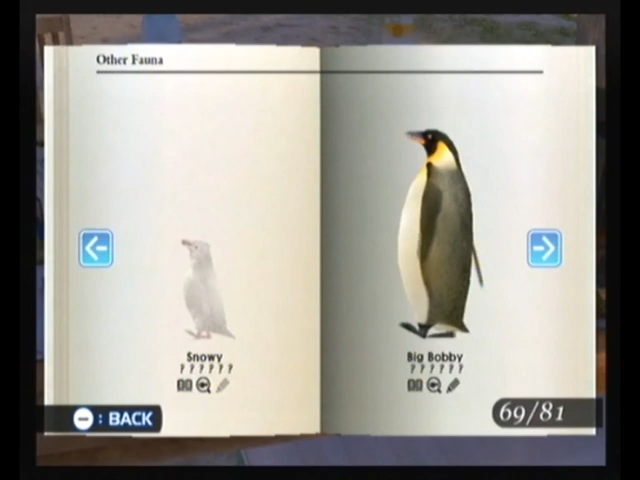 Other Fauna
Snowy
? ? ? ? ? ?
Big Bobby
? ? ? ? ? ?
− : BACK
69/81